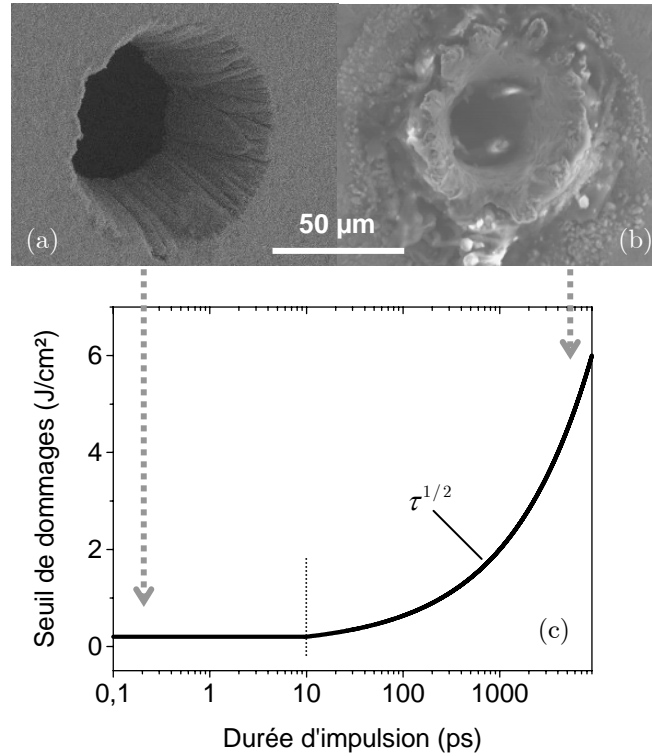 (a)
50 µm
(b)
Seuil de dommages (J/cm²)
6
4
2
0
τ^{1/2}
(c)
0,1
1
10
100
1000
Durée d'impulsion (ps)